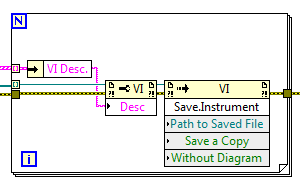 N
VI Desc.
VI
Desc
VI
Save.Instrument
Path to Saved File
Save a Copy
Without Diagram
i